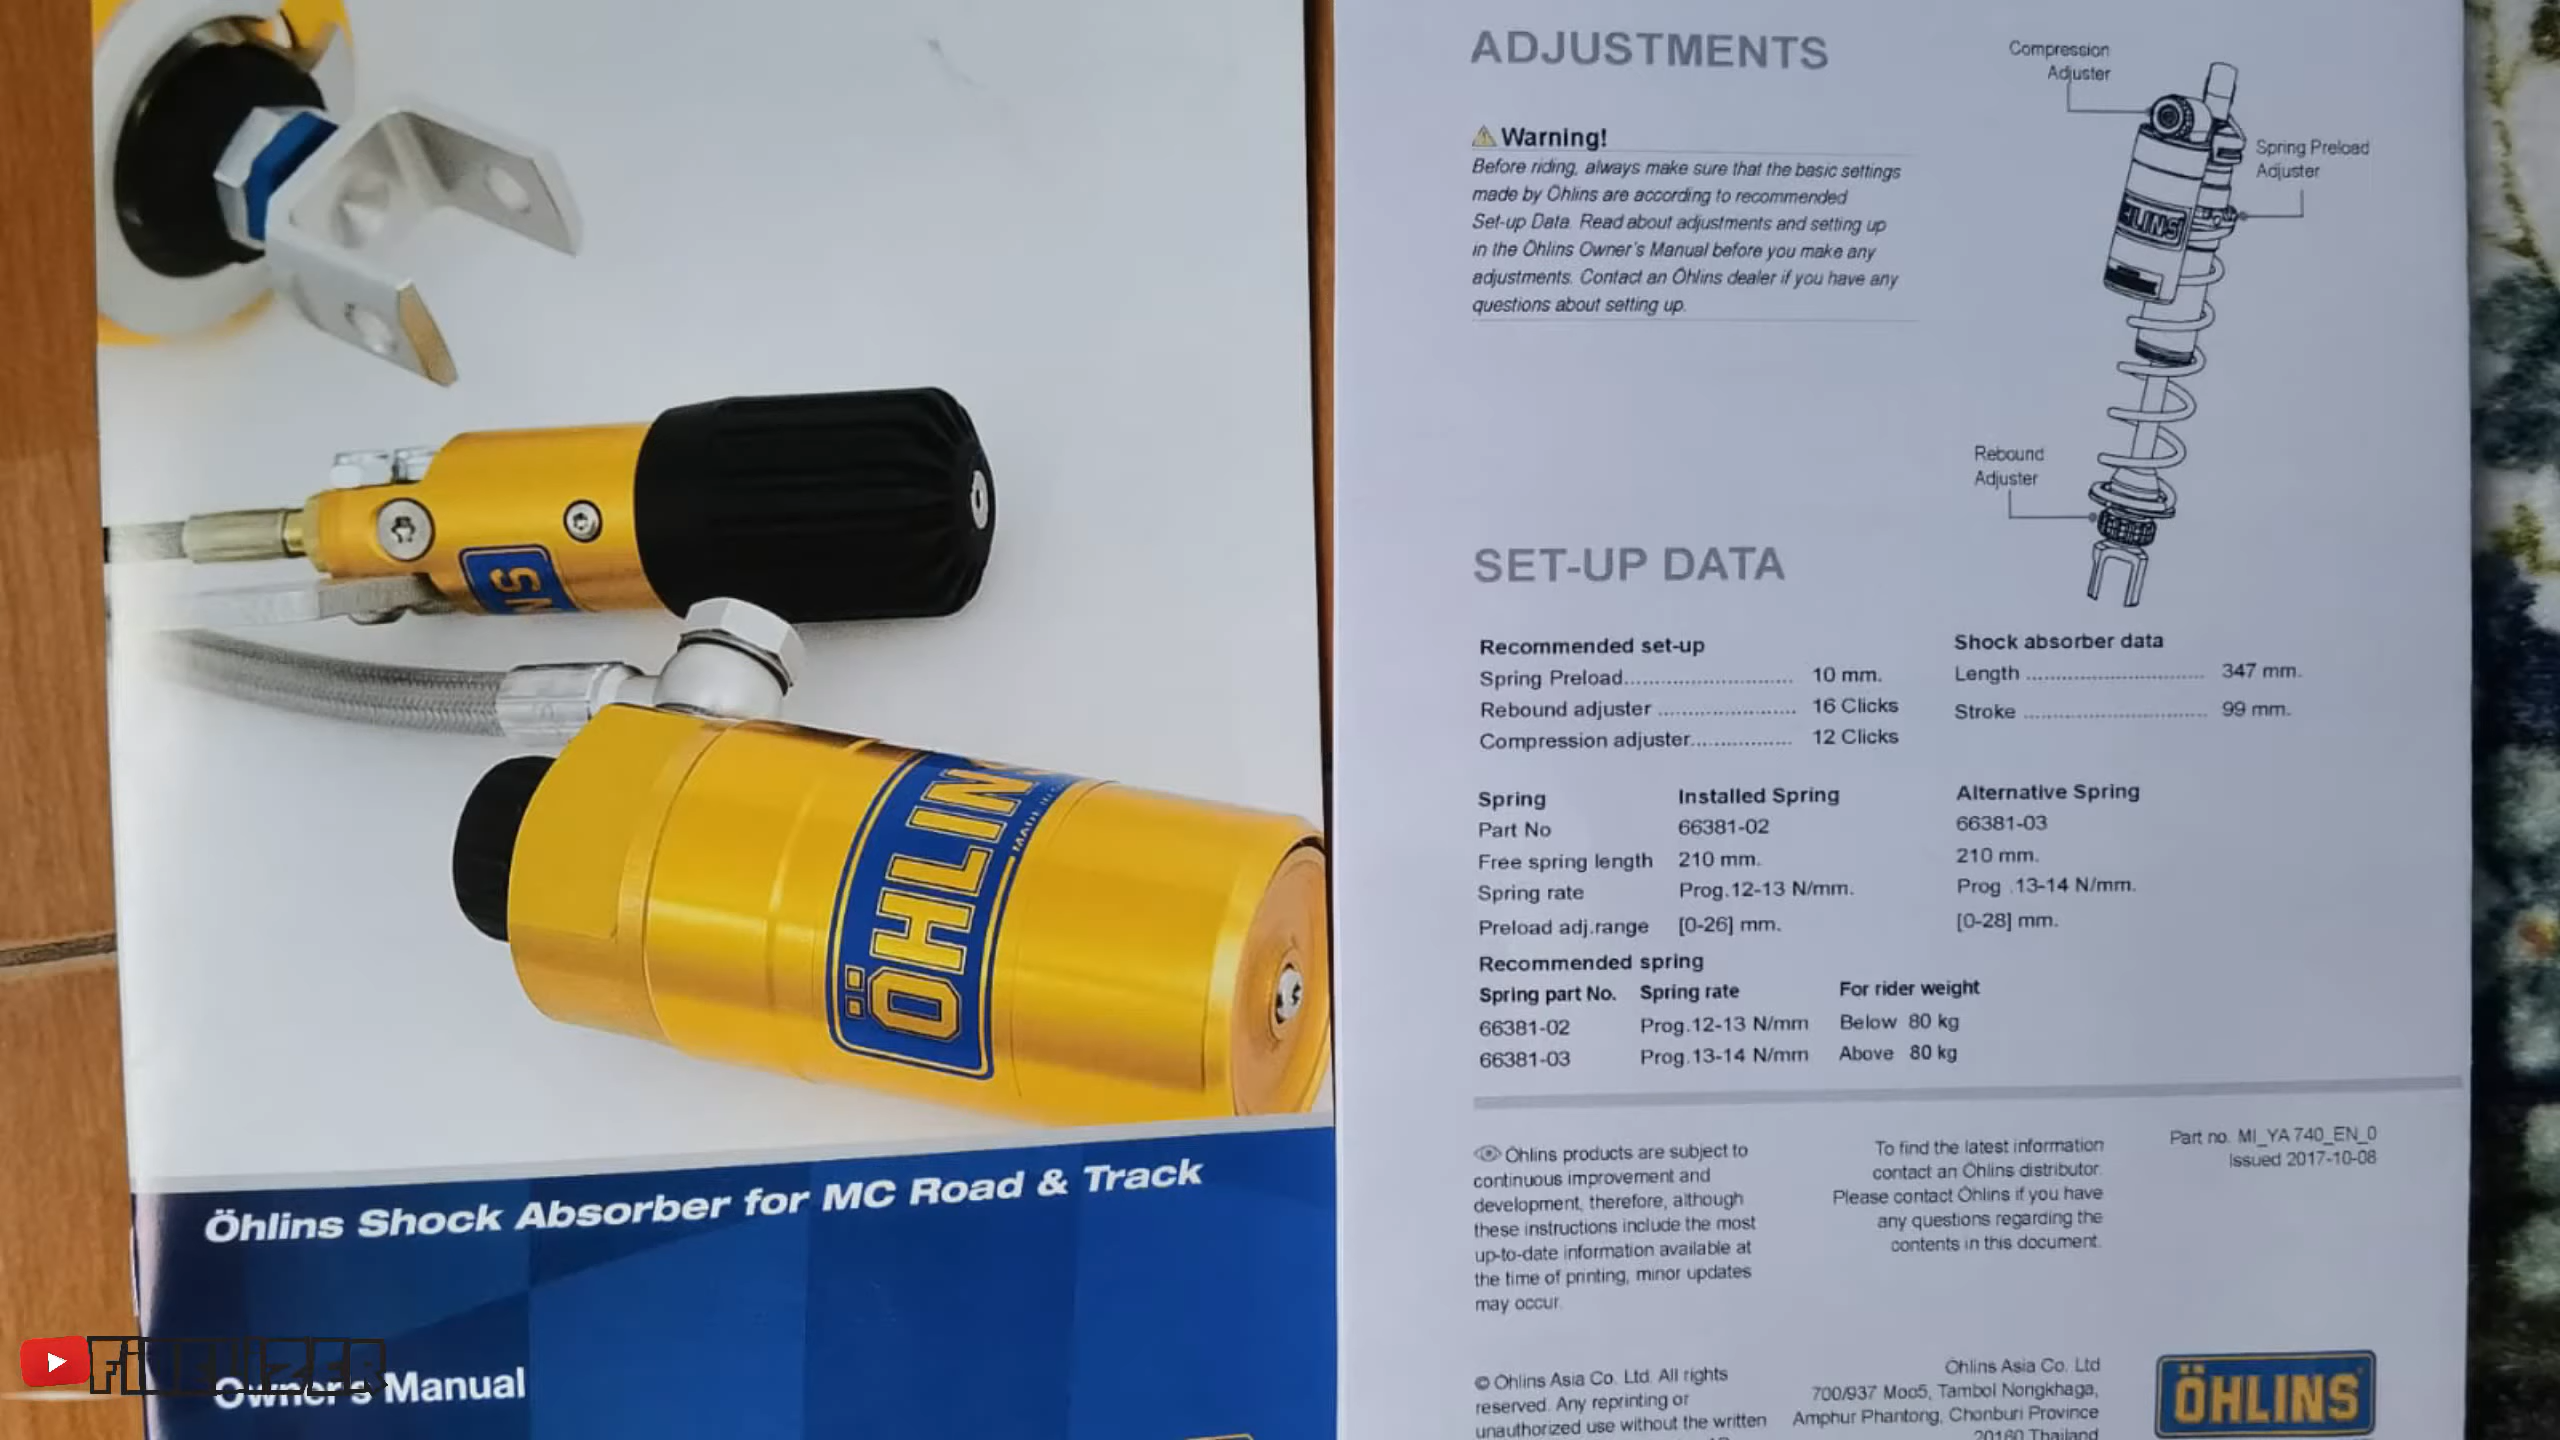 NS
ÖHLINS
Öhlins Shock Absorber for MC Road & Track
Owner's Manual
ADJUSTMENTS
Warning!
Before riding, always make sure that the basic settings
made by Öhlins are according to recommended
Set-up Data. Read about adjustments and setting up
in the Öhlins Owner's Manual before you make any
adjustments. Contact an Öhlins dealer if you have any
questions about setting up.
Compression
Adjuster
Spring Preload
Adjuster
HLINS
Rebound
Adjuster
SET-UP DATA
Recommended set-up
Spring Preload............................ 10 mm.
Rebound adjuster ....................... 16 Clicks
Compression adjuster................. 12 Clicks
Shock absorber data
Length .............................. 347 mm.
Stroke ............................... 99 mm.
Spring Installed Spring Alternative Spring
Part No 66381-02 66381-03
Free spring length 210 mm. 210 mm.
Spring rate Prog.12-13 N/mm. Prog .13-14 N/mm.
Preload adj.range [0-26] mm. [0-28] mm.
Recommended spring
Spring part No. Spring rate For rider weight
66381-02 Prog.12-13 N/mm Below 80 kg
66381-03 Prog.13-14 N/mm Above 80 kg
Öhlins products are subject to
continuous improvement and
development, therefore, although
these instructions include the most
up-to-date information available at
the time of printing, minor updates
may occur.
To find the latest information
contact an Öhlins distributor.
Please contact Öhlins if you have
any questions regarding the
contents in this document.
Part no. MI_YA 740_EN_0
Issued 2017-10-08
© Öhlins Asia Co. Ltd. All rights
reserved. Any reprinting or
unauthorized use without the written
Öhlins Asia Co. Ltd
700/937 Moo5, Tambol Nongkhaga,
Amphur Phantong, Chonburi Province
20160 Thailand
ÖHLINS